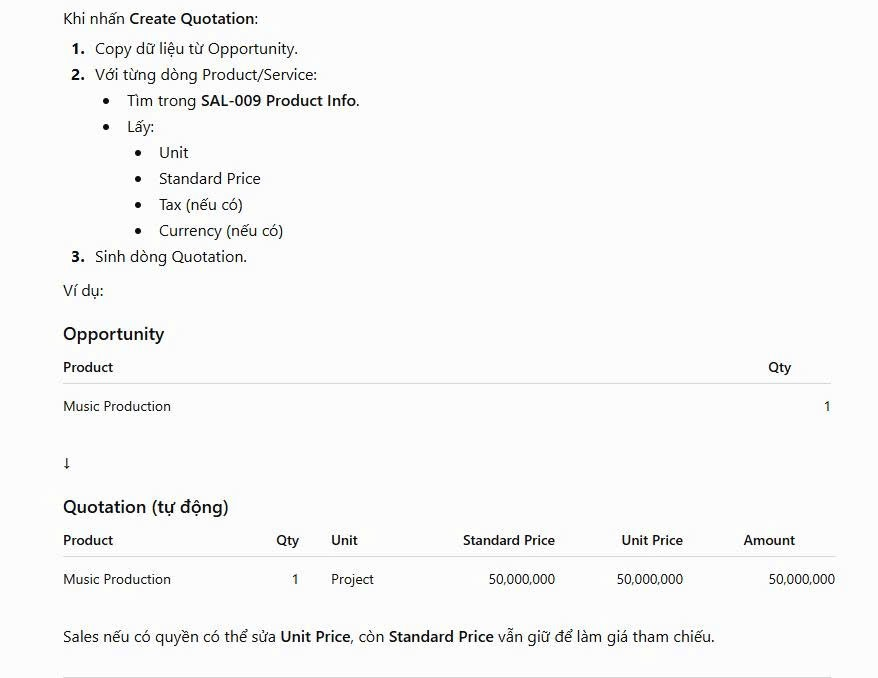 Khi nhấn Create Quotation:
1. Copy dữ liệu từ Opportunity.
2. Với từng dòng Product/Service:
• Tìm trong SAL-009 Product Info.
• Lấy:
• Unit
• Standard Price
• Tax (nếu có)
• Currency (nếu có)
3. Sinh dòng Quotation.
Ví dụ:
Opportunity
Product Qty
Music Production 1
↓
Quotation (tự động)
Product Qty Unit Standard Price Unit Price Amount
Music Production 1 Project 50,000,000 50,000,000 50,000,000
Sales nếu có quyền có thể sửa Unit Price, còn Standard Price vẫn giữ để làm giá tham chiếu.